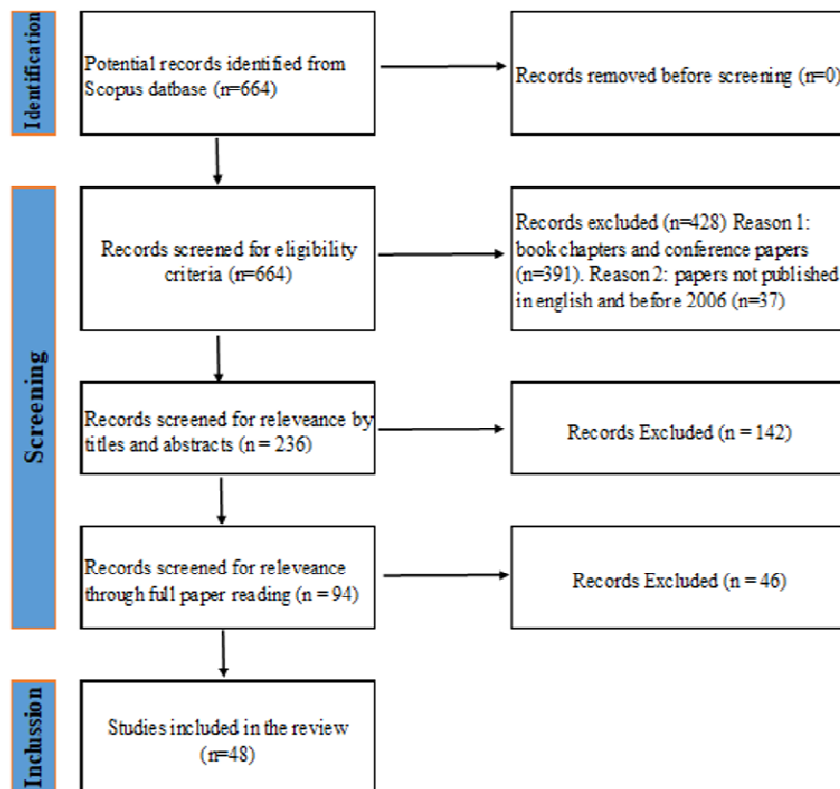 Identification
Potential records identified from
Scopus datbase (n=664)
Records removed before screening (n=0)
Screening
Records screened for eligibility
criteria (n=664)
Records excluded (n=428) Reason 1:
book chapters and conference papers
(n=391). Reason 2: papers not published
in english and before 2006 (n=37)
Records screened for releveance by
titles and abstracts (n = 236)
Records Excluded (n = 142)
Records screened for releveance
through full paper reading (n = 94)
Records Excluded (n = 46)
Inclussion
Studies included in the review
(n=48)